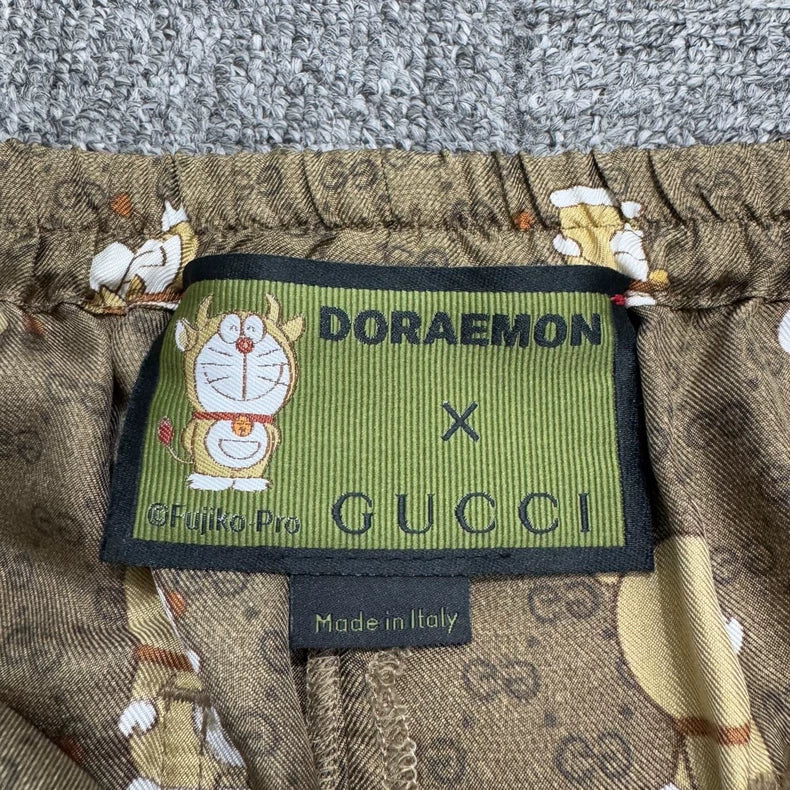 DORAEMON
X
©Fujiko-Pro GUCCI
Made in Italy